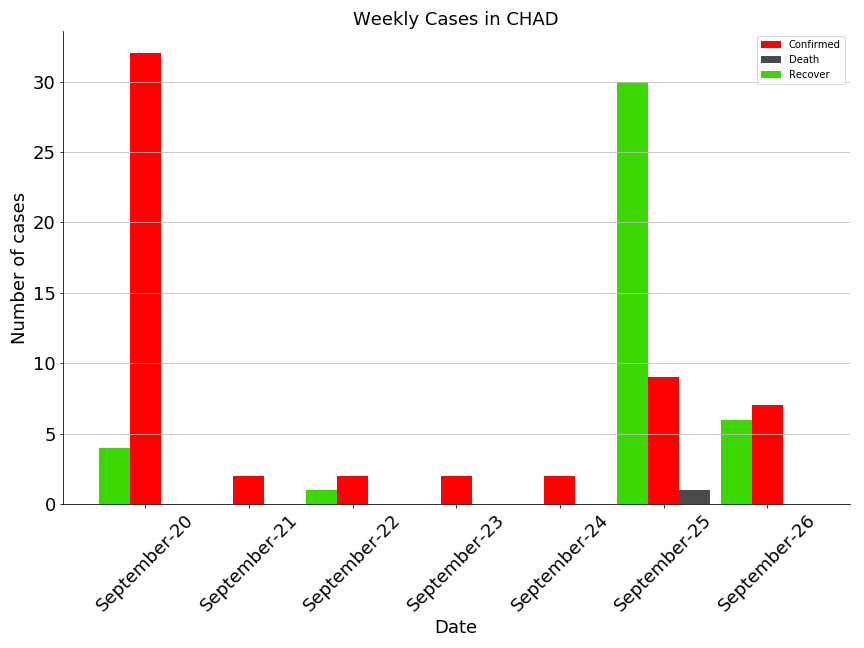 Weekly Cases in CHAD
Confirmed
Death
Recover
Number of cases
30
25
20
15
10
5
0
September-20
September-21
September-22
September-23
September-24
September-25
September-26
Date